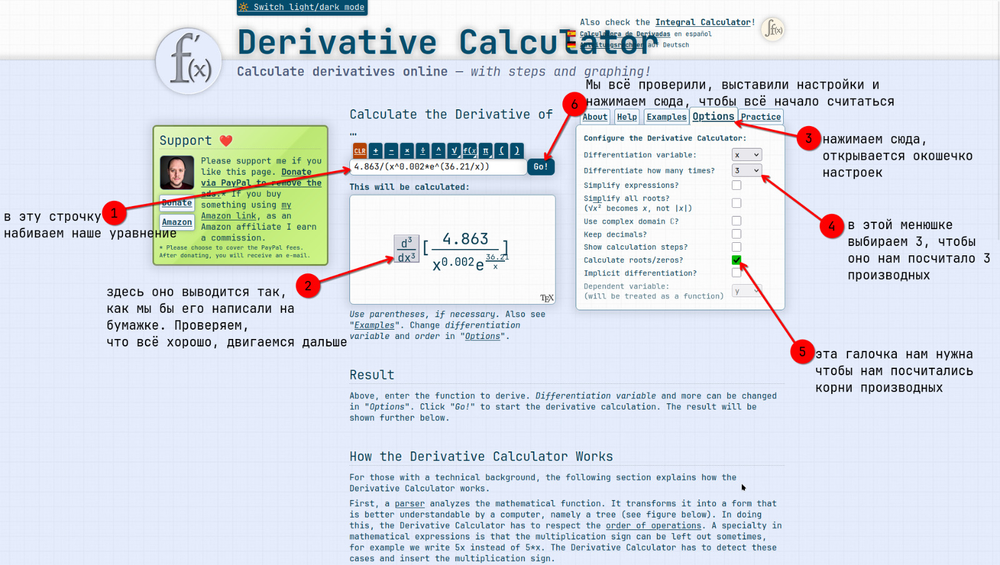 🔆 Switch light/dark mode
f′(x)
Derivative Calculator
Calculate derivatives online — with steps and graphing!
Also check the Integral Calculator!
Calculadora de Derivadas en español
Ableitungsrechner auf Deutsch
∫f(x)
Мы всё проверили, выставили настройки и
нажимаем сюда, чтобы всё начало считаться
6
Support ❤️
Please support me if you
like this page. Donate
via PayPal to remove the
ads.* If you buy
something using my
Amazon link, as an
Amazon affiliate I earn
a commission.
Donate
Amazon
* Please choose to cover the PayPal fees.
After donating, you will receive an e-mail.
1
в эту строчку
набиваем наше уравнение
Calculate the Derivative of
…
CLR + − × ÷ ^ √ f(x) π ( )
4.863/(x^0.002*e^(36.21/x))
Go!
This will be calculated:
d³/dx³ [4.863 / x^0.002 e^(36.21/x)]
TEX
2
здесь оно выводится так,
как мы бы его написали на
бумажке. Проверяем,
что всё хорошо, двигаемся дальше
Use parentheses, if necessary. Also see
"Examples". Change differentiation
variable and order in "Options".
About Help Examples Options Practice
Configure the Derivative Calculator:
Differentiation variable: x
Differentiate how many times? 3
Simplify expressions?
Simplify all roots?
(√x² becomes x, not |x|)
Use complex domain ℂ?
Keep decimals?
Show calculation steps?
Calculate roots/zeros?
Implicit differentiation?
Dependent variable: y
(will be treated as a function)
3
нажимаем сюда,
открывается окошечко
настроек
4
в этой менюшке
выбираем 3, чтобы
оно нам посчитало 3
производных
5
эта галочка нам нужна
чтобы нам посчитались
корни производных
Result
Above, enter the function to derive. Differentiation variable and more can be changed
in "Options". Click "Go!" to start the derivative calculation. The result will be
shown further below.
How the Derivative Calculator Works
For those with a technical background, the following section explains how the
Derivative Calculator works.
First, a parser analyzes the mathematical function. It transforms it into a form that
is better understandable by a computer, namely a tree (see figure below). In doing
this, the Derivative Calculator has to respect the order of operations. A specialty in
mathematical expressions is that the multiplication sign can be left out sometimes,
for example we write 5x instead of 5*x. The Derivative Calculator has to detect these
cases and insert the multiplication sign.